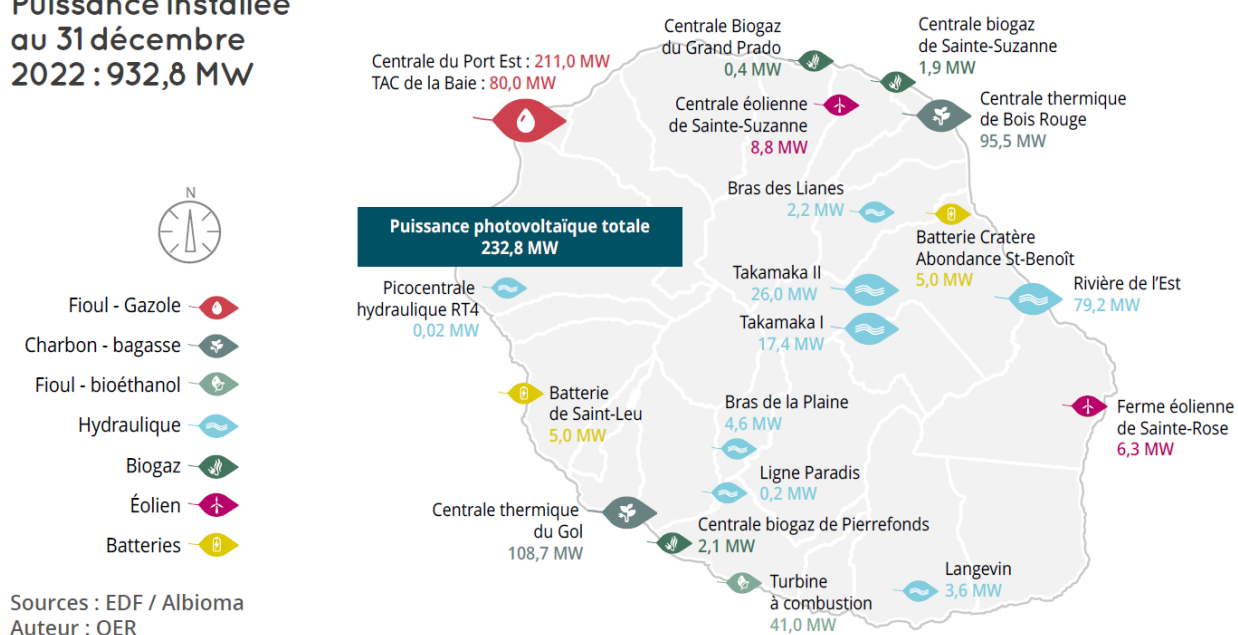 Puissance installée
au 31 décembre
2022 : 932,8 MW
Centrale du Port Est : 211,0 MW
TAC de la Baie : 80,0 MW
Centrale Biogaz
du Grand Prado
0,4 MW
Centrale biogaz
de Sainte-Suzanne
1,9 MW
Centrale éolienne
de Sainte-Suzanne
8,8 MW
Centrale thermique
de Bois Rouge
95,5 MW
Bras des Lianes
2,2 MW
Puissance photovoltaïque totale
232,8 MW
Batterie Cratère
Abondance St-Benoît
5,0 MW
Picocentrale
hydraulique RT4
0,02 MW
Takamaka II
26,0 MW
Rivière de l'Est
79,2 MW
Takamaka I
17,4 MW
Batterie
de Saint-Leu
5,0 MW
Bras de la Plaine
4,6 MW
Ferme éolienne
de Sainte-Rose
6,3 MW
Ligne Paradis
0,2 MW
Centrale thermique
du Gol
108,7 MW
Centrale biogaz de Pierrefonds
2,1 MW
Turbine
à combustion
41,0 MW
Langevin
3,6 MW
N
Fioul - Gazole
Charbon - bagasse
Fioul - bioéthanol
Hydraulique
Biogaz
Éolien
Batteries
Sources : EDF / Albioma
Auteur : OER